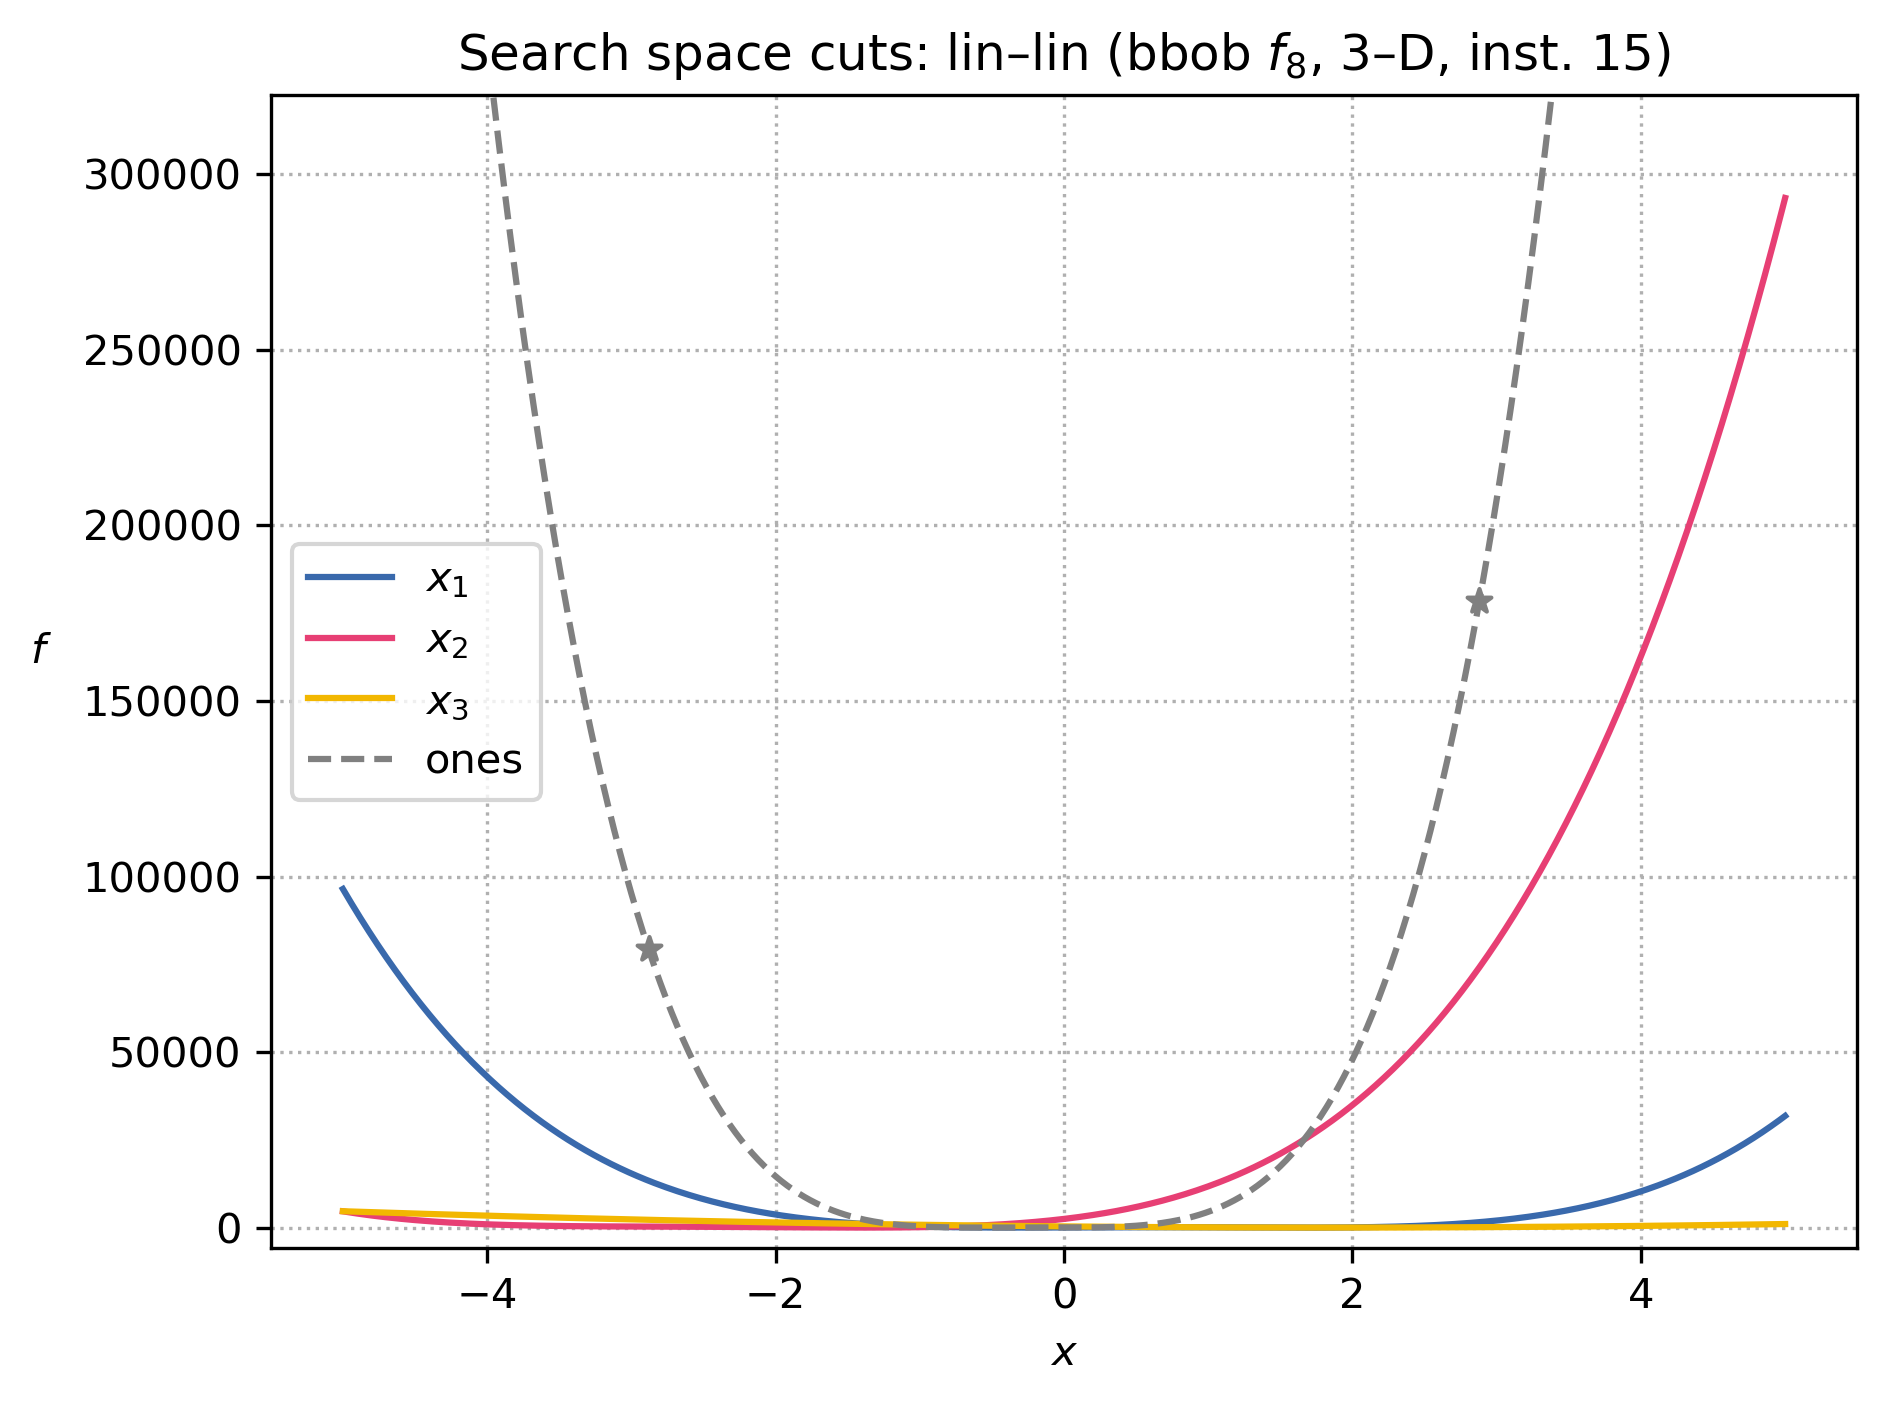 Search space cuts: lin–lin (bbob f₈, 3–D, inst. 15)
300000
250000
200000
150000
100000
50000
0
f
x₁
x₂
x₃
ones
−4 −2 0 2 4
x